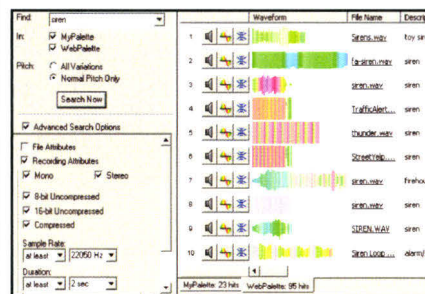 Find: siren
In: MyPalette
WebPalette
Pitch: All Variations
Normal Pitch Only
Search Now
Advanced Search Options
File Attributes
Recording Attributes
Mono Stereo
8-bit Uncompressed
16-bit Uncompressed
Compressed
Sample Rate:
at least 22050 Hz
Duration:
at least 2 sec
Waveform File Name Descrip
1 Sirens.wav toy sir
2 fa-siren.wav siren
3 siren.wav siren
4 TrafficAlert... siren
5 thunder.wav siren
6 StreetYelp... siren
7 siren.wav firehou
8 siren.wav siren
9 SIREN.WAV siren
10 Siren Loop ... alarm/
MyPalette: 23 hits WebPalette: 95 hits